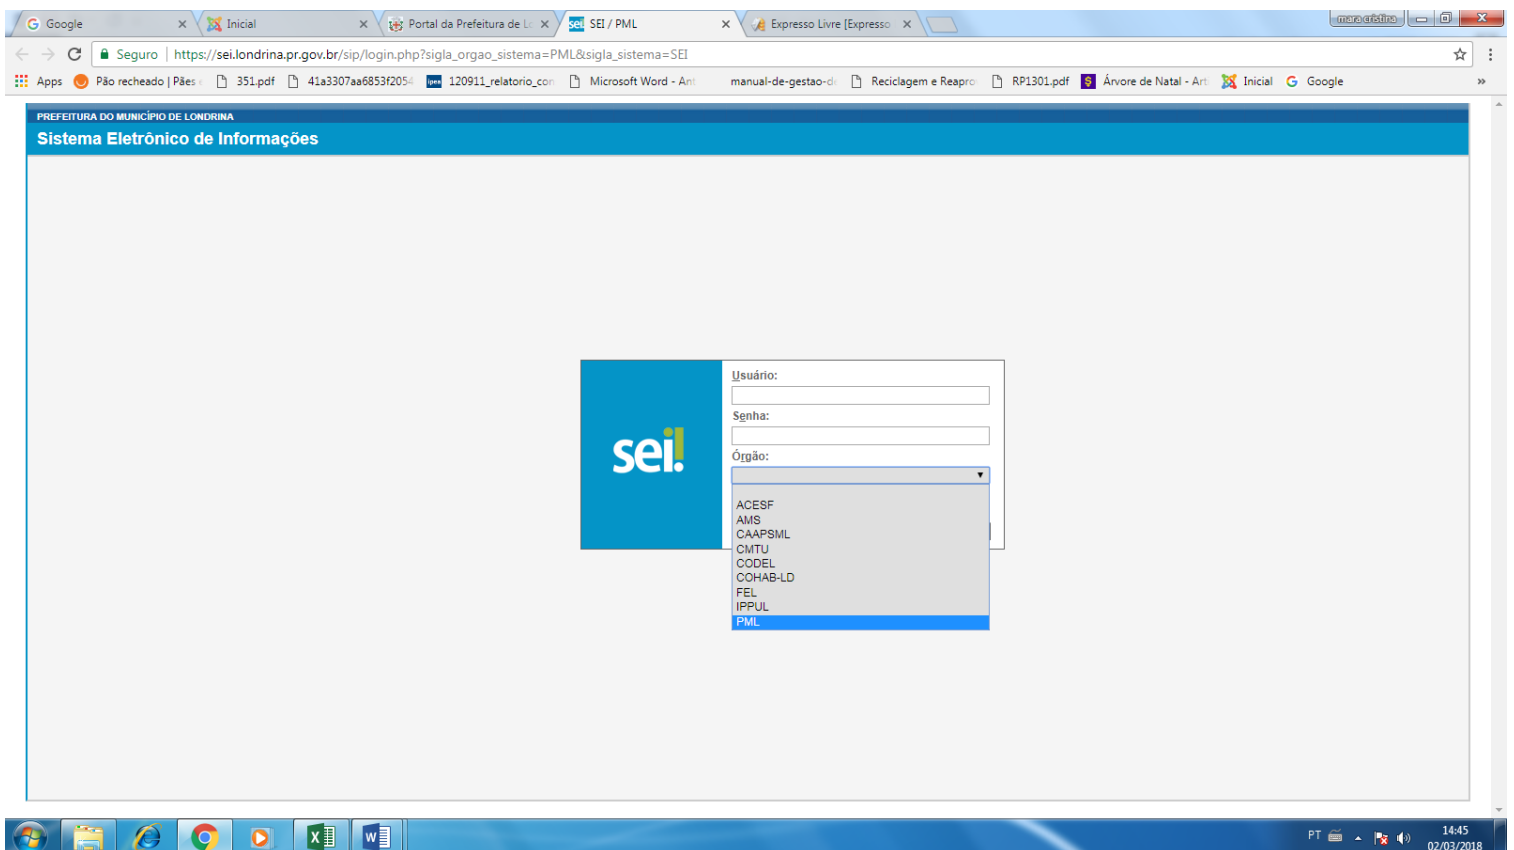 Google
Inicial
Portal da Prefeitura de Lo
sei! SEI / PML
Expresso Livre [Expresso
mara cristina
Seguro | https://sei.londrina.pr.gov.br/sip/login.php?sigla_orgao_sistema=PML&sigla_sistema=SEI
Apps Pão recheado | Pães e 351.pdf 41a3307aa6853f2054 ipea 120911_relatorio_con Microsoft Word - Ant manual-de-gestao-d Reciclagem e Reapro RP1301.pdf Árvore de Natal - Art Inicial Google »
PREFEITURA DO MUNICÍPIO DE LONDRINA
Sistema Eletrônico de Informações
sei!
Usuário:
Senha:
Órgão:
ACESF
AMS
CAAPSML
CMTU
CODEL
COHAB-LD
FEL
IPPUL
PML
PT
14:45
02/03/2018